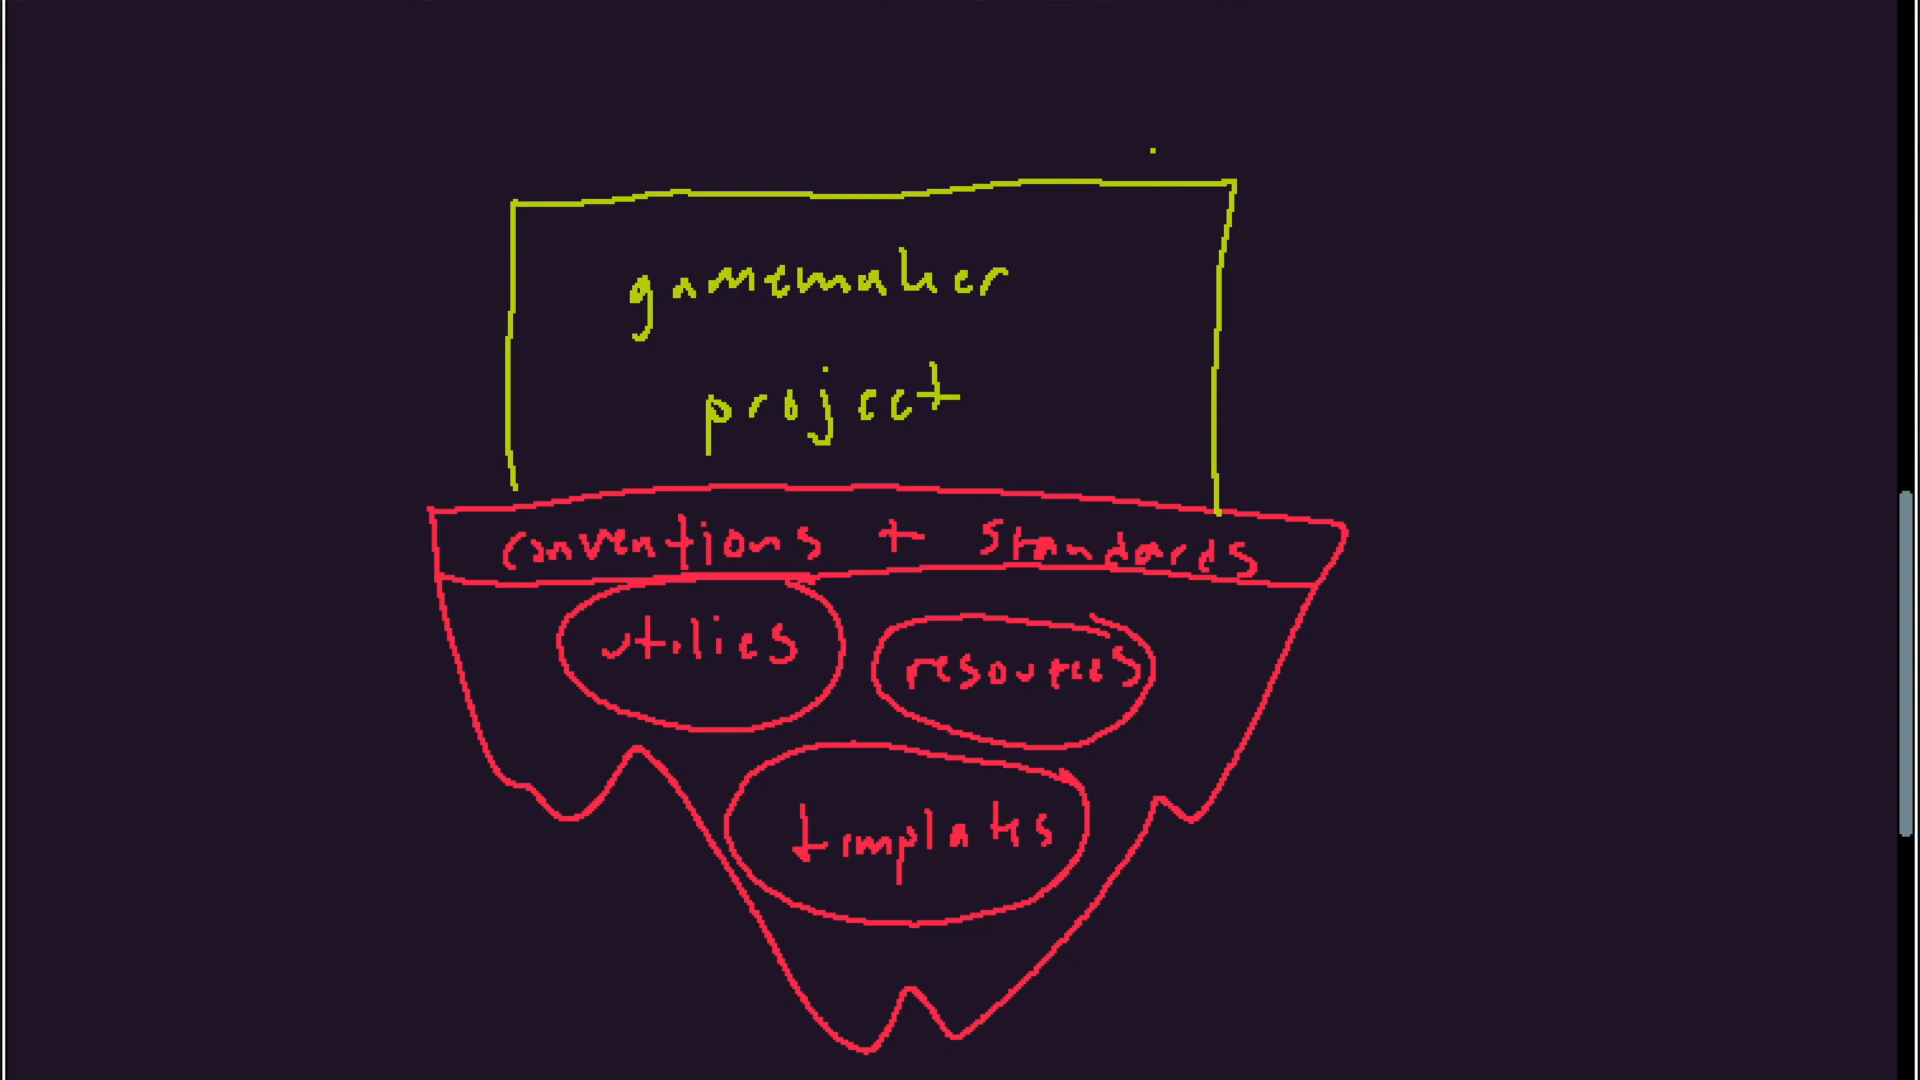 gamemaker
project
conventions + standards
utilies
resources
templates